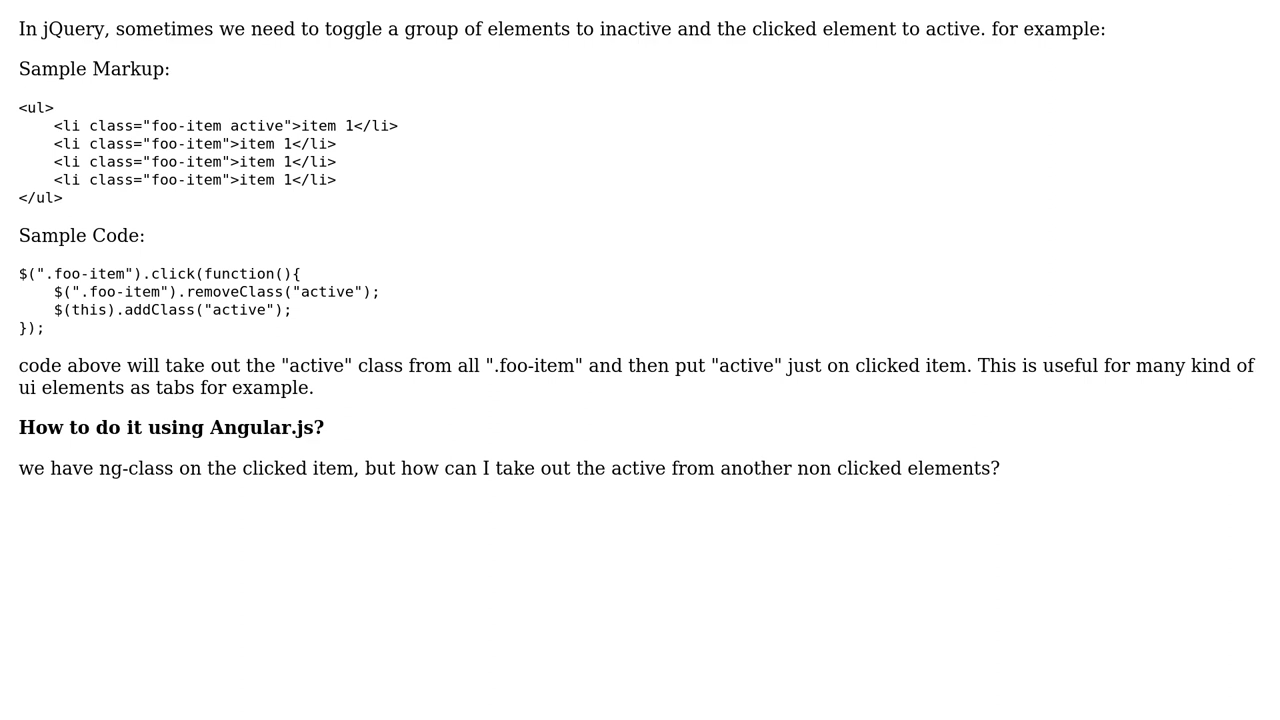 In jQuery, sometimes we need to toggle a group of elements to inactive and the clicked element to active. for example:
Sample Markup:
<ul>
    <li class="foo-item active">item 1</li>
    <li class="foo-item">item 1</li>
    <li class="foo-item">item 1</li>
    <li class="foo-item">item 1</li>
</ul>
Sample Code:
$(".foo-item").click(function(){
    $(".foo-item").removeClass("active");
    $(this).addClass("active");
});
code above will take out the "active" class from all ".foo-item" and then put "active" just on clicked item. This is useful for many kind of
ui elements as tabs for example.
How to do it using Angular.js?
we have ng-class on the clicked item, but how can I take out the active from another non clicked elements?